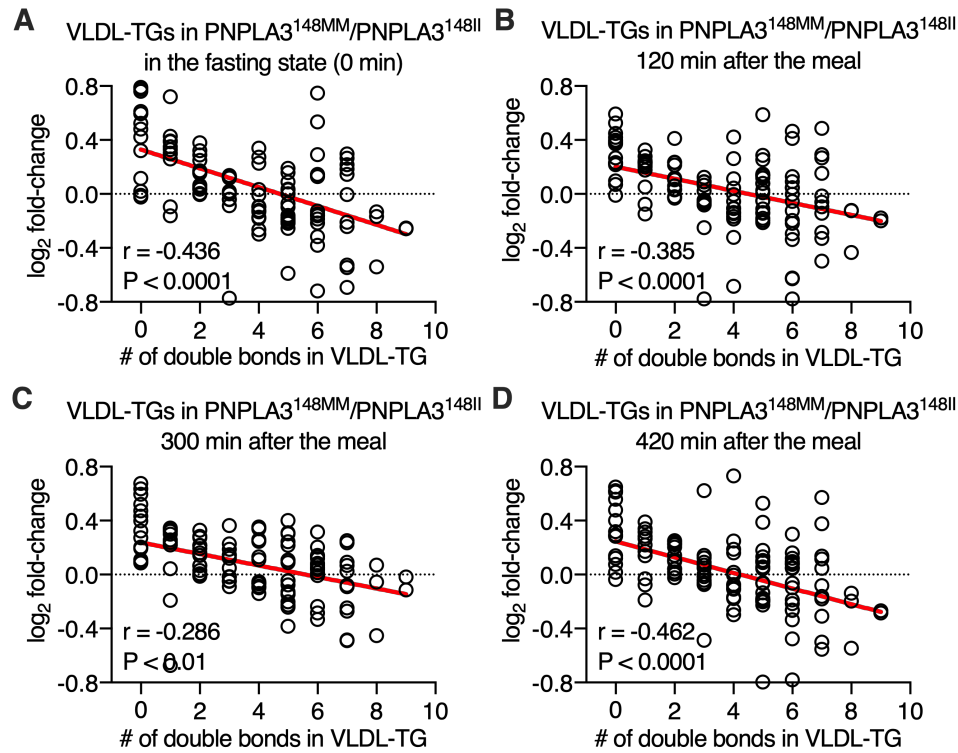 A
VLDL-TGs in PNPLA3¹⁴⁸ᴹᴹ/PNPLA3¹⁴⁸ᴵᴵ
in the fasting state (0 min)
log₂ fold-change
0.8
0.4
0.0
-0.4
-0.8
r = -0.436
P < 0.0001
0 2 4 6 8 10
# of double bonds in VLDL-TG
B
VLDL-TGs in PNPLA3¹⁴⁸ᴹᴹ/PNPLA3¹⁴⁸ᴵᴵ
120 min after the meal
log₂ fold-change
0.8
0.4
0.0
-0.4
-0.8
r = -0.385
P < 0.0001
0 2 4 6 8 10
# of double bonds in VLDL-TG
C
VLDL-TGs in PNPLA3¹⁴⁸ᴹᴹ/PNPLA3¹⁴⁸ᴵᴵ
300 min after the meal
log₂ fold-change
0.8
0.4
0.0
-0.4
-0.8
r = -0.286
P < 0.01
0 2 4 6 8 10
# of double bonds in VLDL-TG
D
VLDL-TGs in PNPLA3¹⁴⁸ᴹᴹ/PNPLA3¹⁴⁸ᴵᴵ
420 min after the meal
log₂ fold-change
0.8
0.4
0.0
-0.4
-0.8
r = -0.462
P < 0.0001
0 2 4 6 8 10
# of double bonds in VLDL-TG